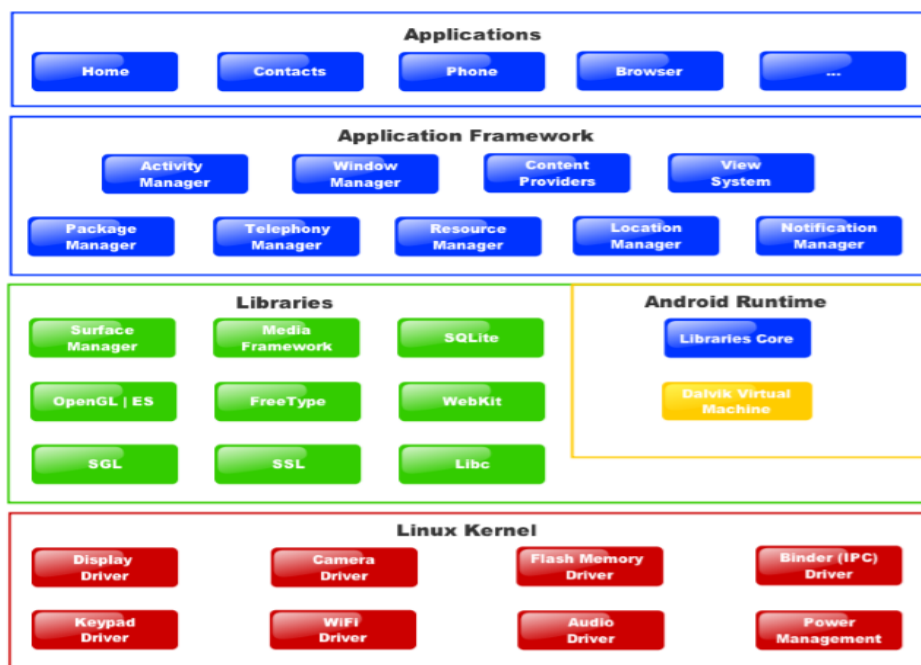 Applications
Home
Contacts
Phone
Browser
...
Application Framework
Activity
Manager
Window
Manager
Content
Providers
View
System
Package
Manager
Telephony
Manager
Resource
Manager
Location
Manager
Notification
Manager
Libraries
Android Runtime
Surface
Manager
Media
Framework
SQLite
Libraries Core
OpenGL | ES
FreeType
WebKit
Dalvik Virtual
Machine
SGL
SSL
Libc
Linux Kernel
Display
Driver
Camera
Driver
Flash Memory
Driver
Binder (IPC)
Driver
Keypad
Driver
WiFi
Driver
Audio
Driver
Power
Management